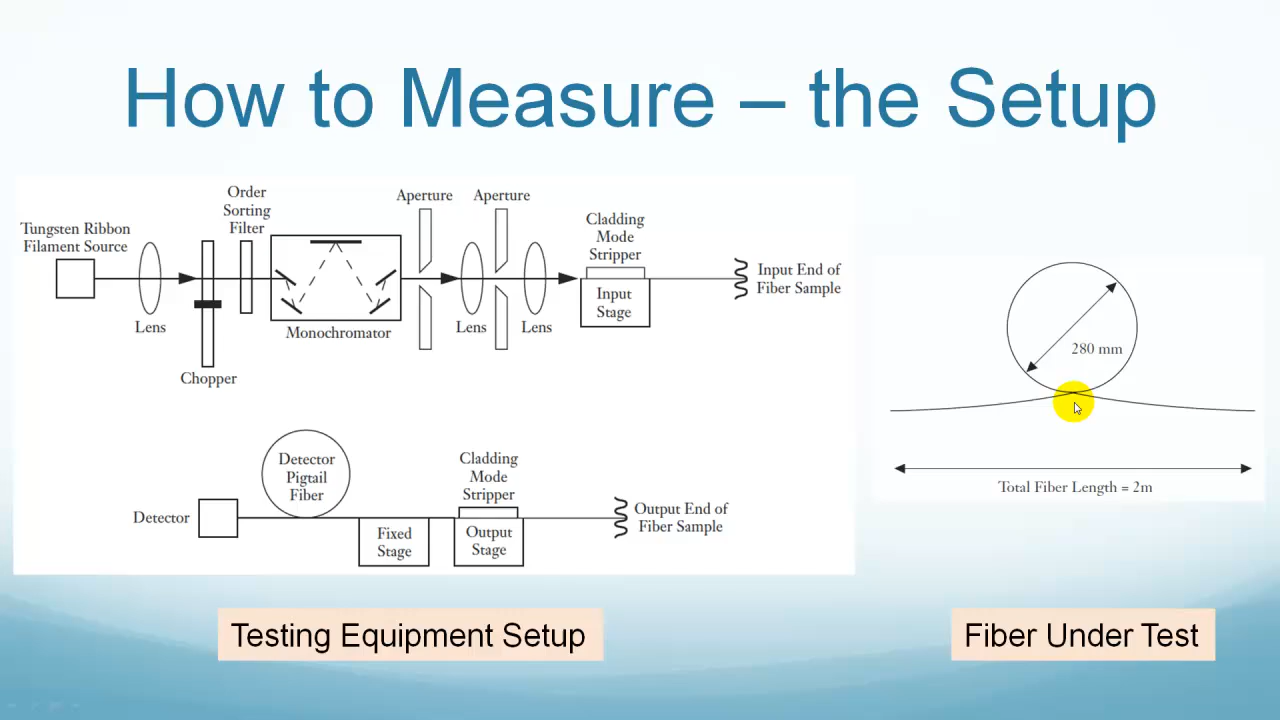 How to Measure – the Setup
Tungsten Ribbon
Filament Source
Lens
Chopper
Order
Sorting
Filter
Monochromator
Aperture
Aperture
Lens
Lens
Cladding
Mode
Stripper
Input
Stage
Input End of
Fiber Sample
Detector
Detector
Pigtail
Fiber
Fixed
Stage
Cladding
Mode
Stripper
Output
Stage
Output End of
Fiber Sample
280 mm
Total Fiber Length = 2m
Testing Equipment Setup
Fiber Under Test